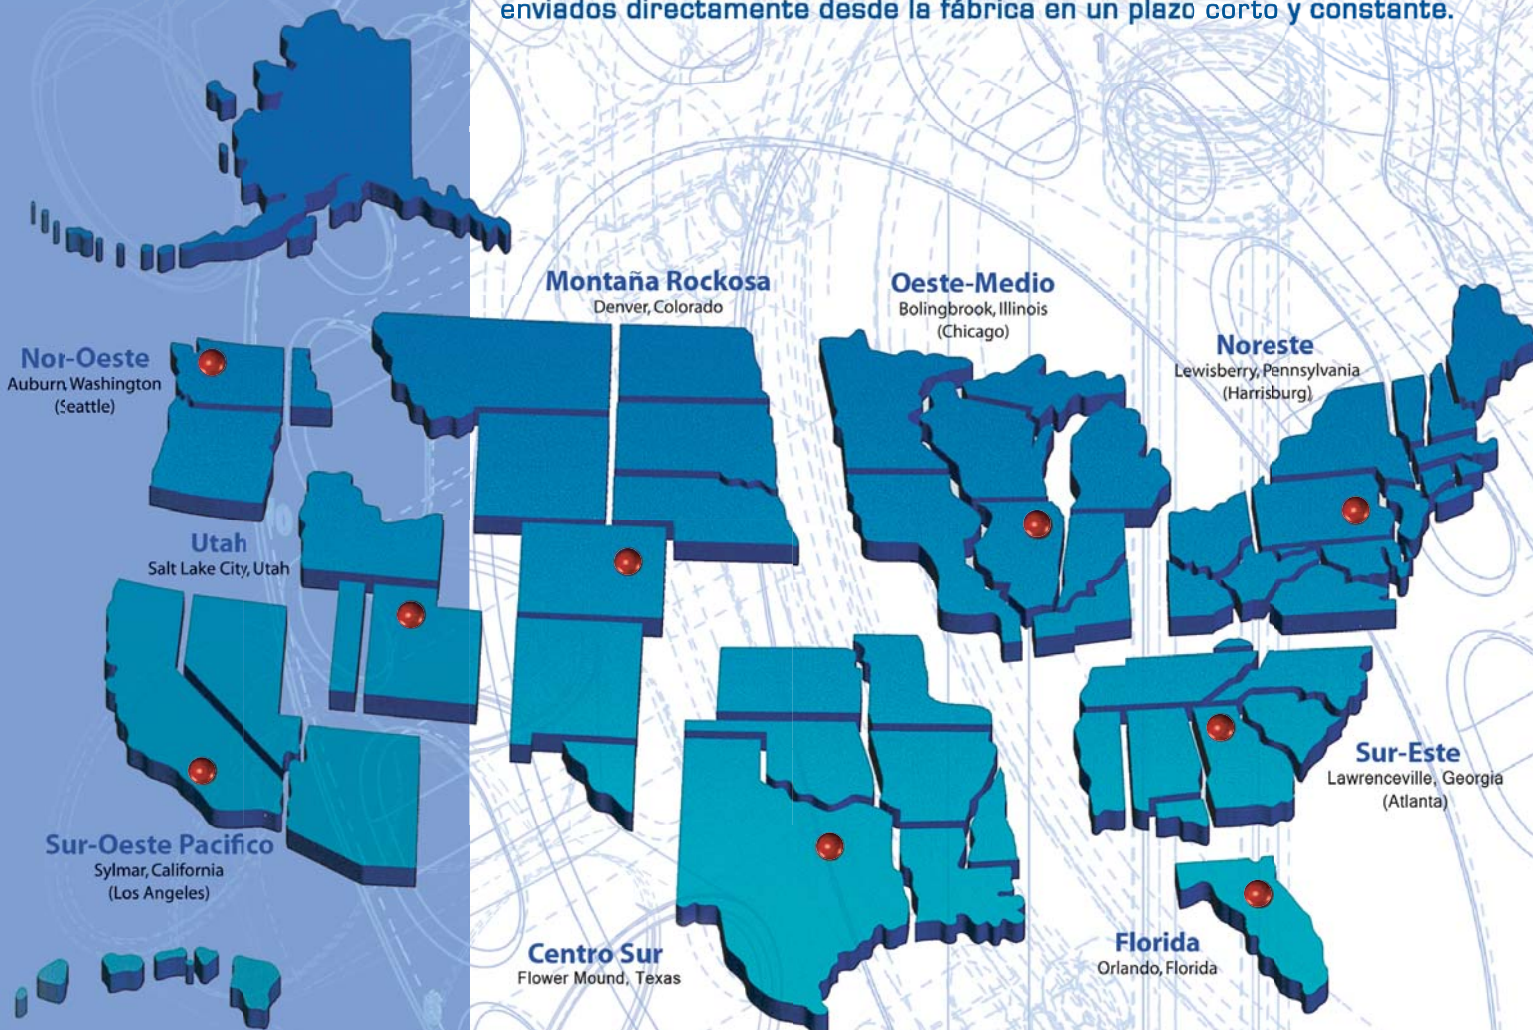 enviados directamente desde la fábrica en un plazo corto y constante.
Montaña Rockosa
Denver, Colorado
Oeste-Medio
Bolingbrook, Illinois
(Chicago)
Noreste
Lewisberry, Pennsylvania
(Harrisburg)
Nor-Oeste
Auburn, Washington
(Seattle)
Utah
Salt Lake City, Utah
Sur-Este
Lawrenceville, Georgia
(Atlanta)
Sur-Oeste Pacifico
Sylmar, California
(Los Angeles)
Centro Sur
Flower Mound, Texas
Florida
Orlando, Florida